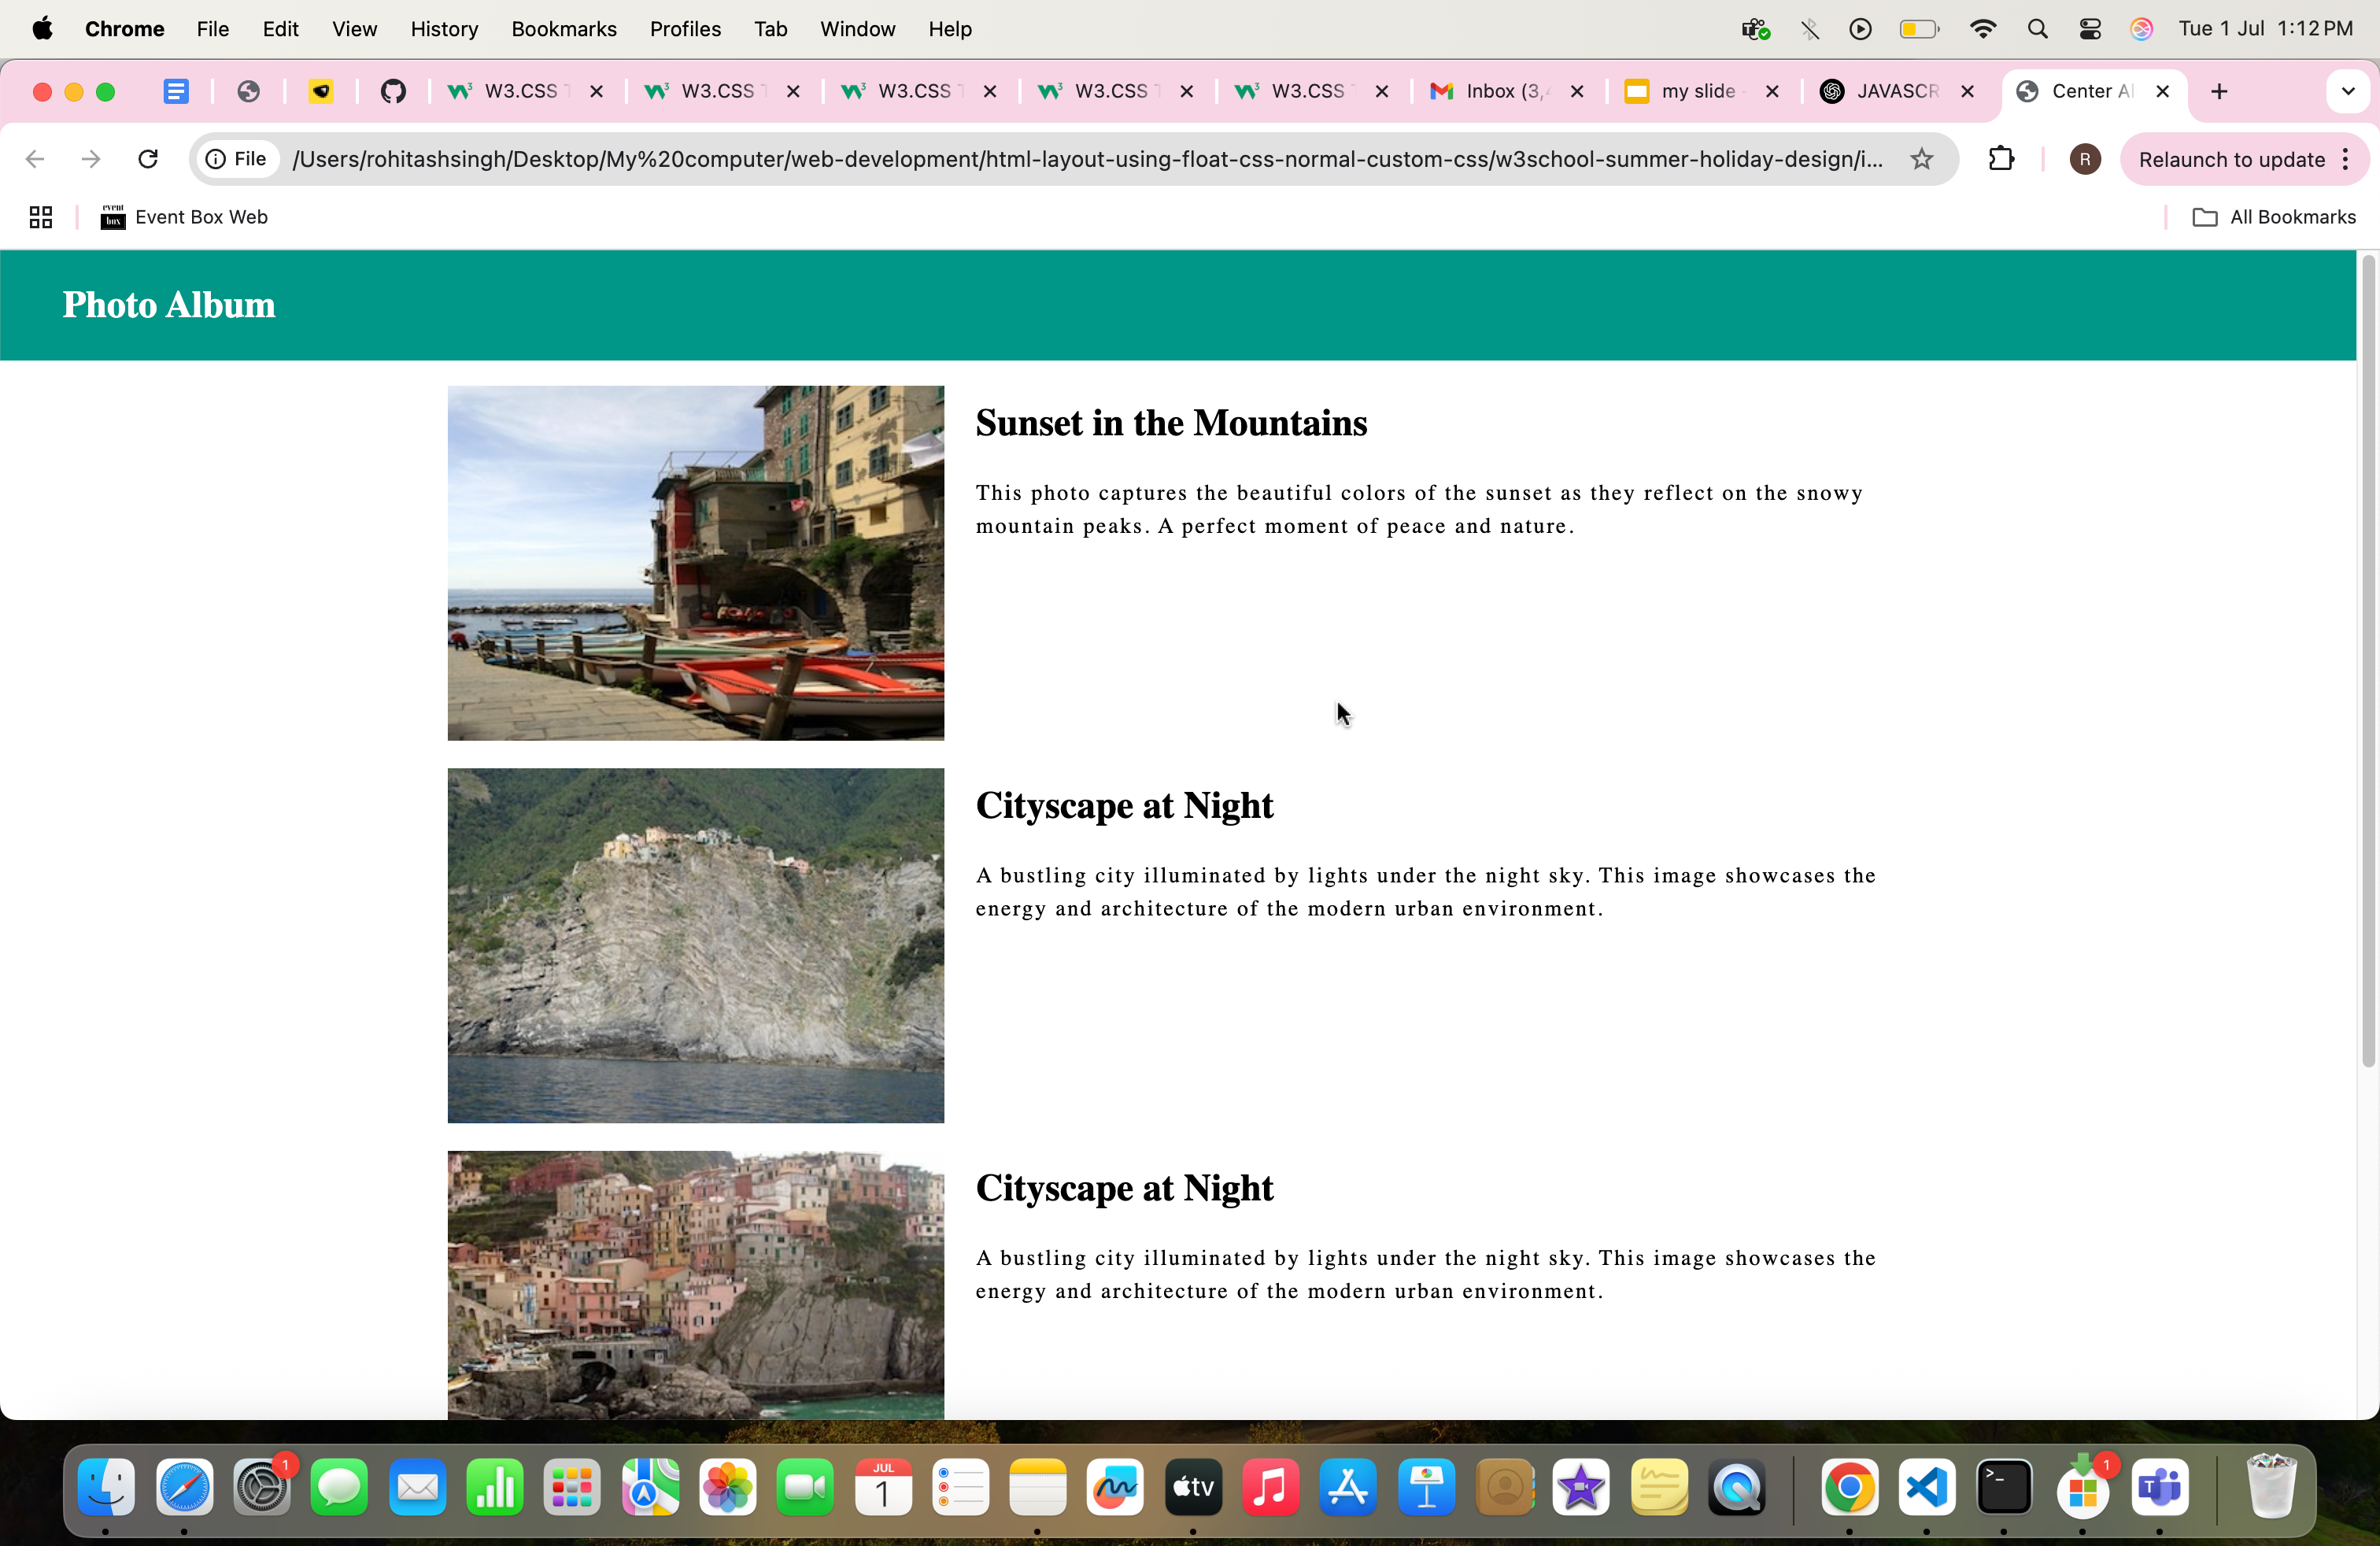 Chrome File Edit View History Bookmarks Profiles Tab Window Help Tue 1 Jul 1:12 PM
W3.CSS T W3.CSS T W3.CSS T W3.CSS T W3.CSS T Inbox (3, my slide JAVASCR Center Al
File /Users/rohitashsingh/Desktop/My%20computer/web-development/html-layout-using-float-css-normal-custom-css/w3school-summer-holiday-design/i... R Relaunch to update
event box Event Box Web All Bookmarks
Photo Album
Sunset in the Mountains
This photo captures the beautiful colors of the sunset as they reflect on the snowy
mountain peaks. A perfect moment of peace and nature.
Cityscape at Night
A bustling city illuminated by lights under the night sky. This image showcases the
energy and architecture of the modern urban environment.
Cityscape at Night
A bustling city illuminated by lights under the night sky. This image showcases the
energy and architecture of the modern urban environment.
1 JUL 1 tv >_ 1 T